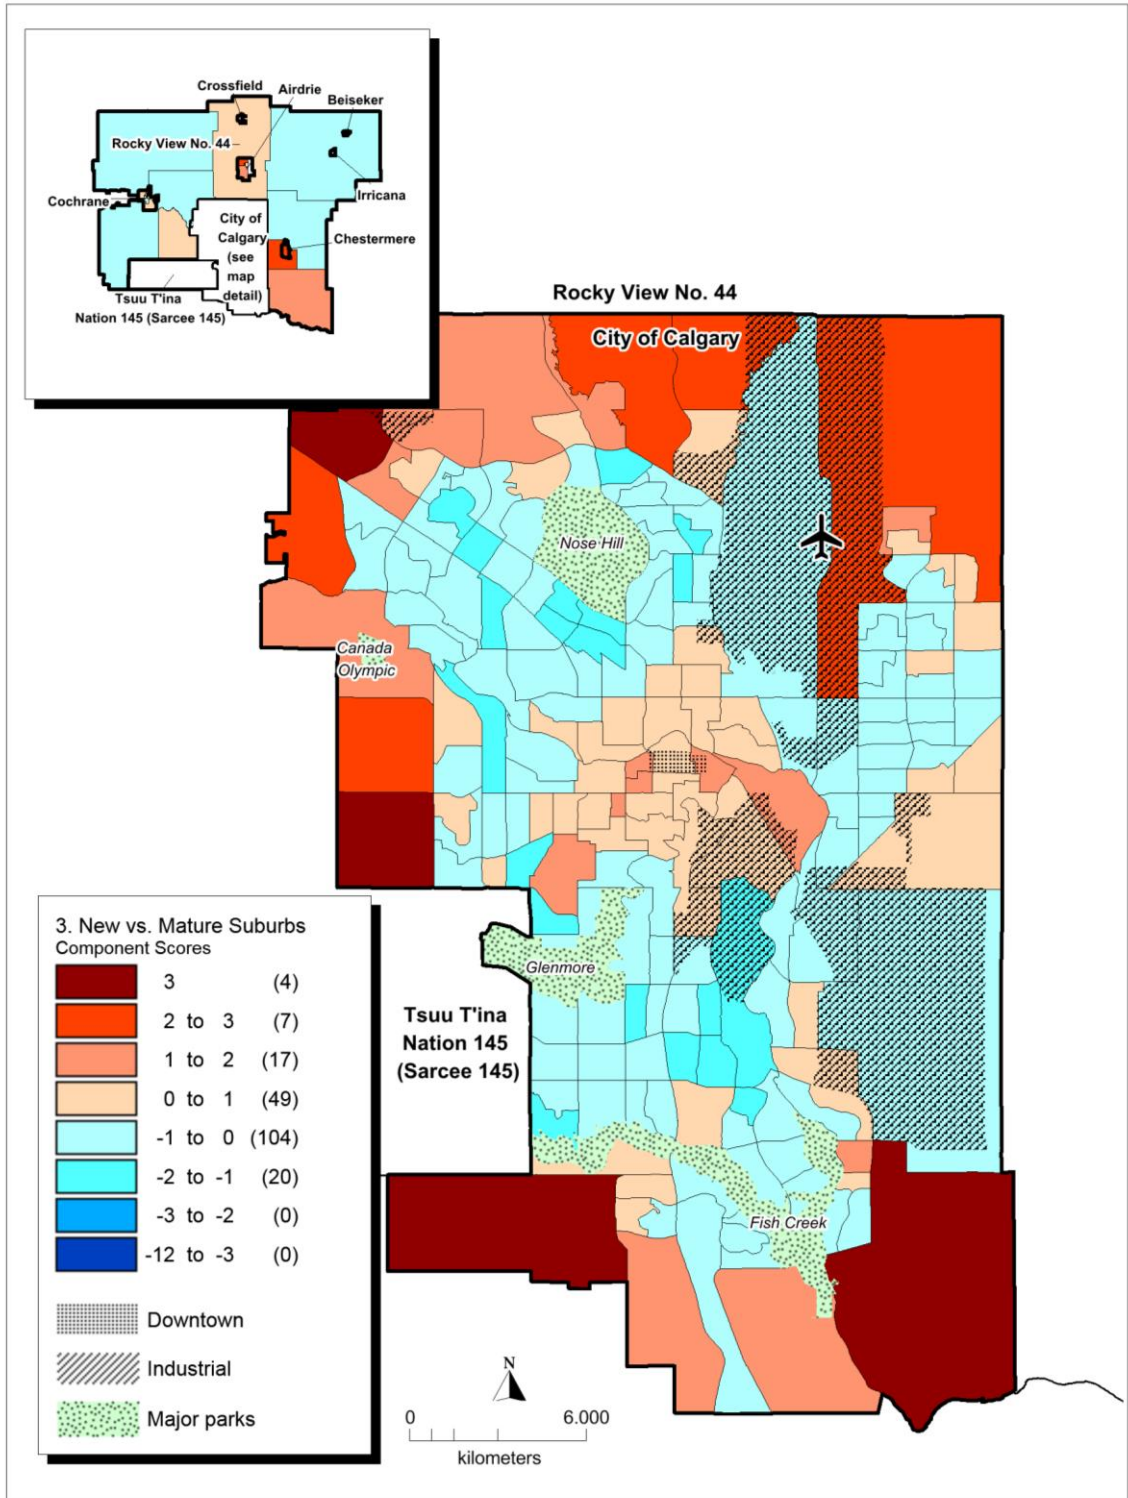 Crossfield
Airdrie
Beiseker
Rocky View No. 44
Cochrane
Irricana
City of
Calgary
(see
map
detail)
Chestermere
Tsuu T'ina
Nation 145 (Sarcee 145)
Rocky View No. 44
City of Calgary
Nose Hill
Canada
Olympic
Glenmore
Tsuu T'ina
Nation 145
(Sarcee 145)
Fish Creek
3. New vs. Mature Suburbs
Component Scores
3 (4)
2 to 3 (7)
1 to 2 (17)
0 to 1 (49)
-1 to 0 (104)
-2 to -1 (20)
-3 to -2 (0)
-12 to -3 (0)
Downtown
Industrial
Major parks
N
0 6.000
kilometers